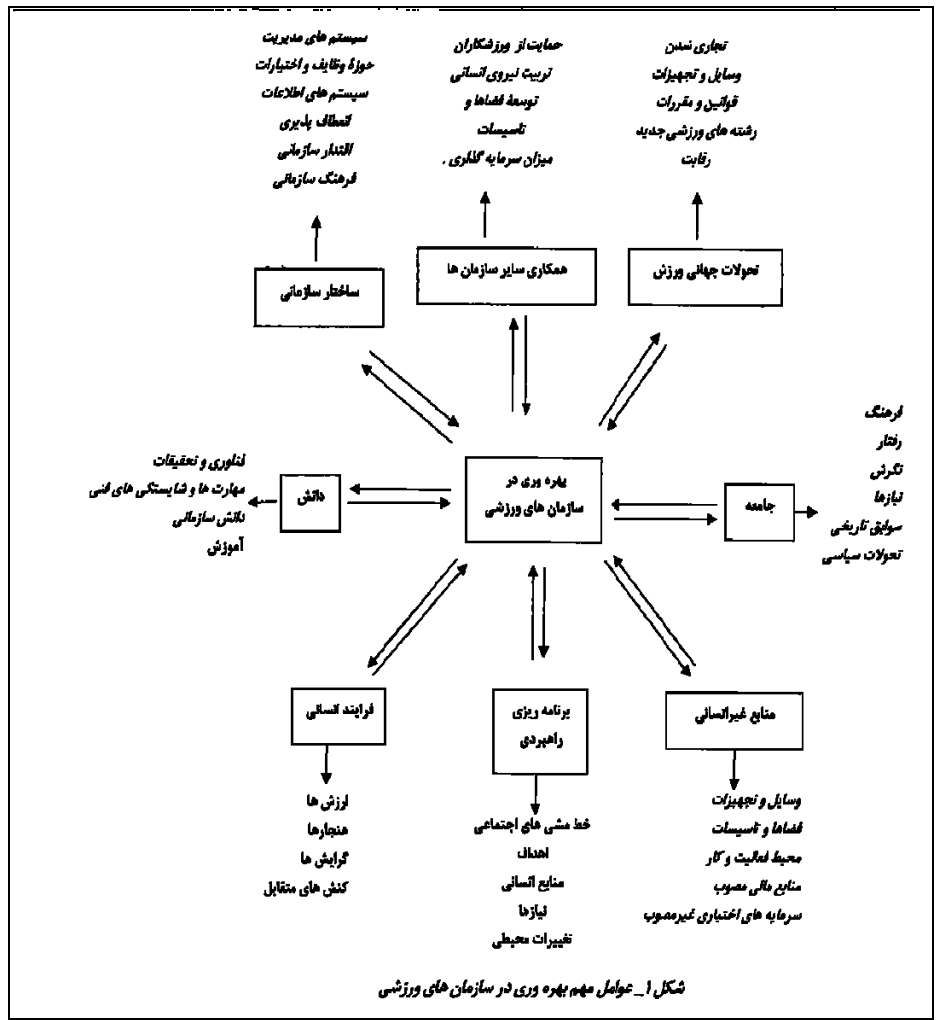 تجاری شدن
وسایل و تجهیزات
قوانین و مقررات
رشته های ورزشی جدید
رقابت
حمایت از ورزشکاران
تربیت نیروی انسانی
توسعهٔ فضاها و
تاسیسات
میزان سرمایه گذاری .
سیستم های مدیریت
حوزهٔ وظایف و اختیارات
سیستم های اطلاعات
انعطاف پذیری
اقتدار سازمانی
فرهنگ سازمانی
تحولات جهانی ورزش
همکاری سایر سازمان ها
ساختار سازمانی
فرهنگ
رفتار
نگرش
نیازها
سوابق تاریخی
تحولات سیاسی
جامعه
بهره وری در
سازمان های ورزشی
دانش
فناوری و تحقیقات
مهارت ها و شایستگی های فنی
دانش سازمانی
آموزش
منابع غیرانسانی
برنامه ریزی
راهبردی
فرایند انسانی
وسایل و تجهیزات
فضاها و تاسیسات
محیط فعالیت و کار
منابع مالی مصوب
سرمایه های اختیاری غیرمصوب
خط مشی های اجتماعی
اهداف
منابع انسانی
نیازها
تغییرات محیطی
ارزش ها
هنجارها
گرایش ها
کنش های متقابل
شکل ۱_ عوامل مهم بهره وری در سازمان های ورزشی